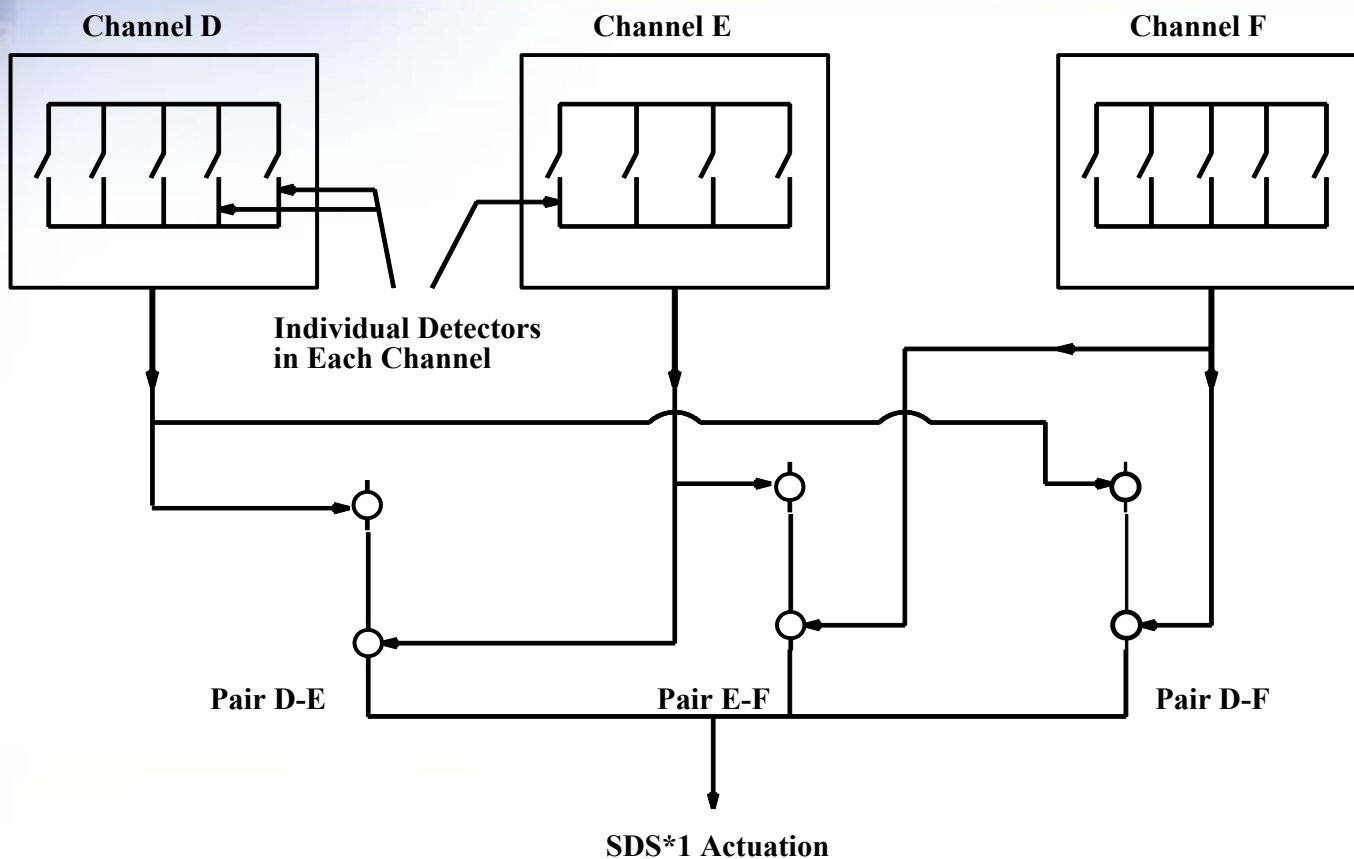 Channel D
Channel E
Channel F
Individual Detectors
in Each Channel
Pair D-E
Pair E-F
Pair D-F
SDS*1 Actuation